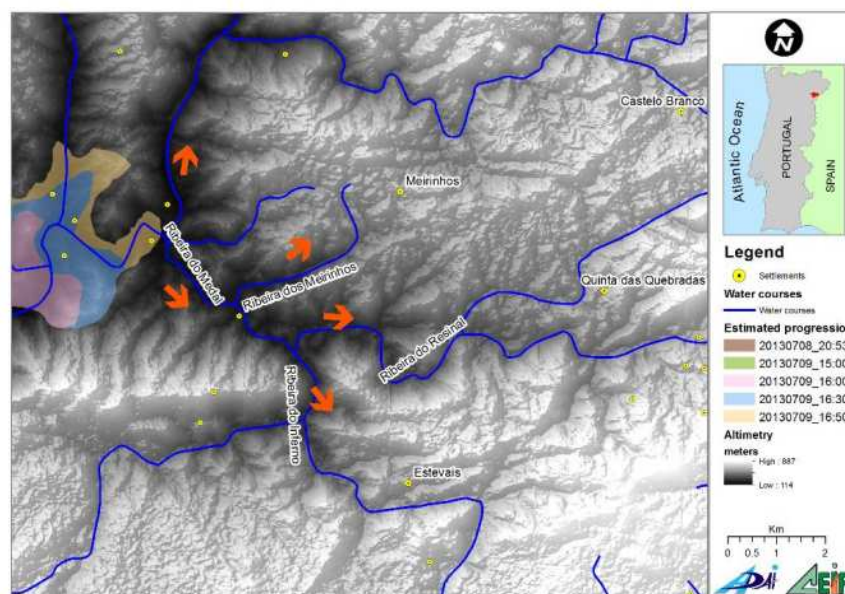 Castelo Branco
Meirinhos
Ribeira do Medal
Ribeira dos Meirinhos
Quinta das Quebradas
Ribeira do Resinal
Ribeira do Inferno
Estevais
N
Atlantic Ocean
PORTUGAL
SPAIN
Legend
Settlements
Water courses
Water courses
Estimated progression
20130708_20:53
20130709_15:00
20130709_16:00
20130709_16:30
20130709_16:50
Altimetry
meters
High : 887
Low : 114
Km
0 0.5 1 2
ADAI